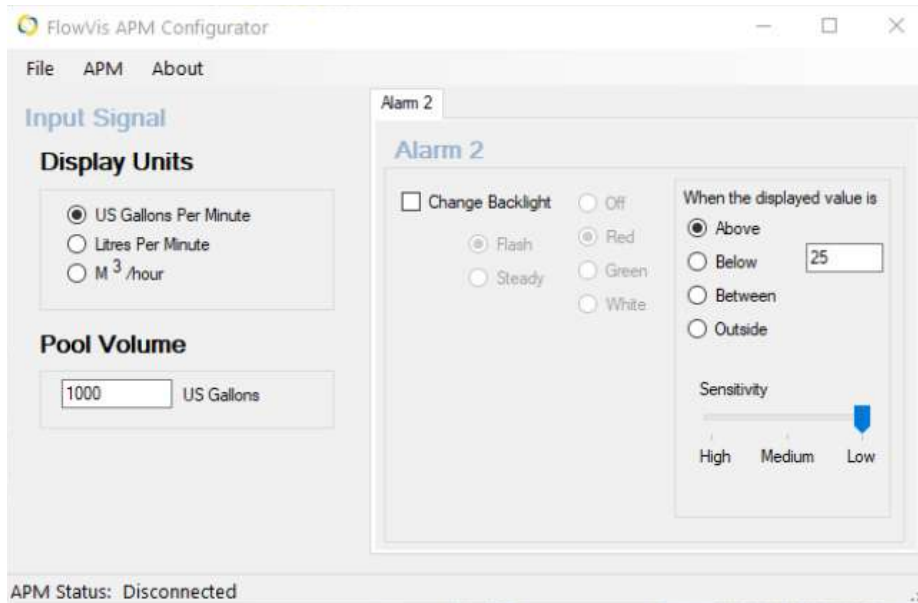 FlowVis APM Configurator
File APM About
Input Signal
Display Units
US Gallons Per Minute
Litres Per Minute
M 3 /hour
Pool Volume
1000 US Gallons
Alarm 2
Alarm 2
Change Backlight
Flash
Steady
Off
Red
Green
White
When the displayed value is
Above
Below
25
Between
Outside
Sensitivity
High Medium Low
APM Status: Disconnected